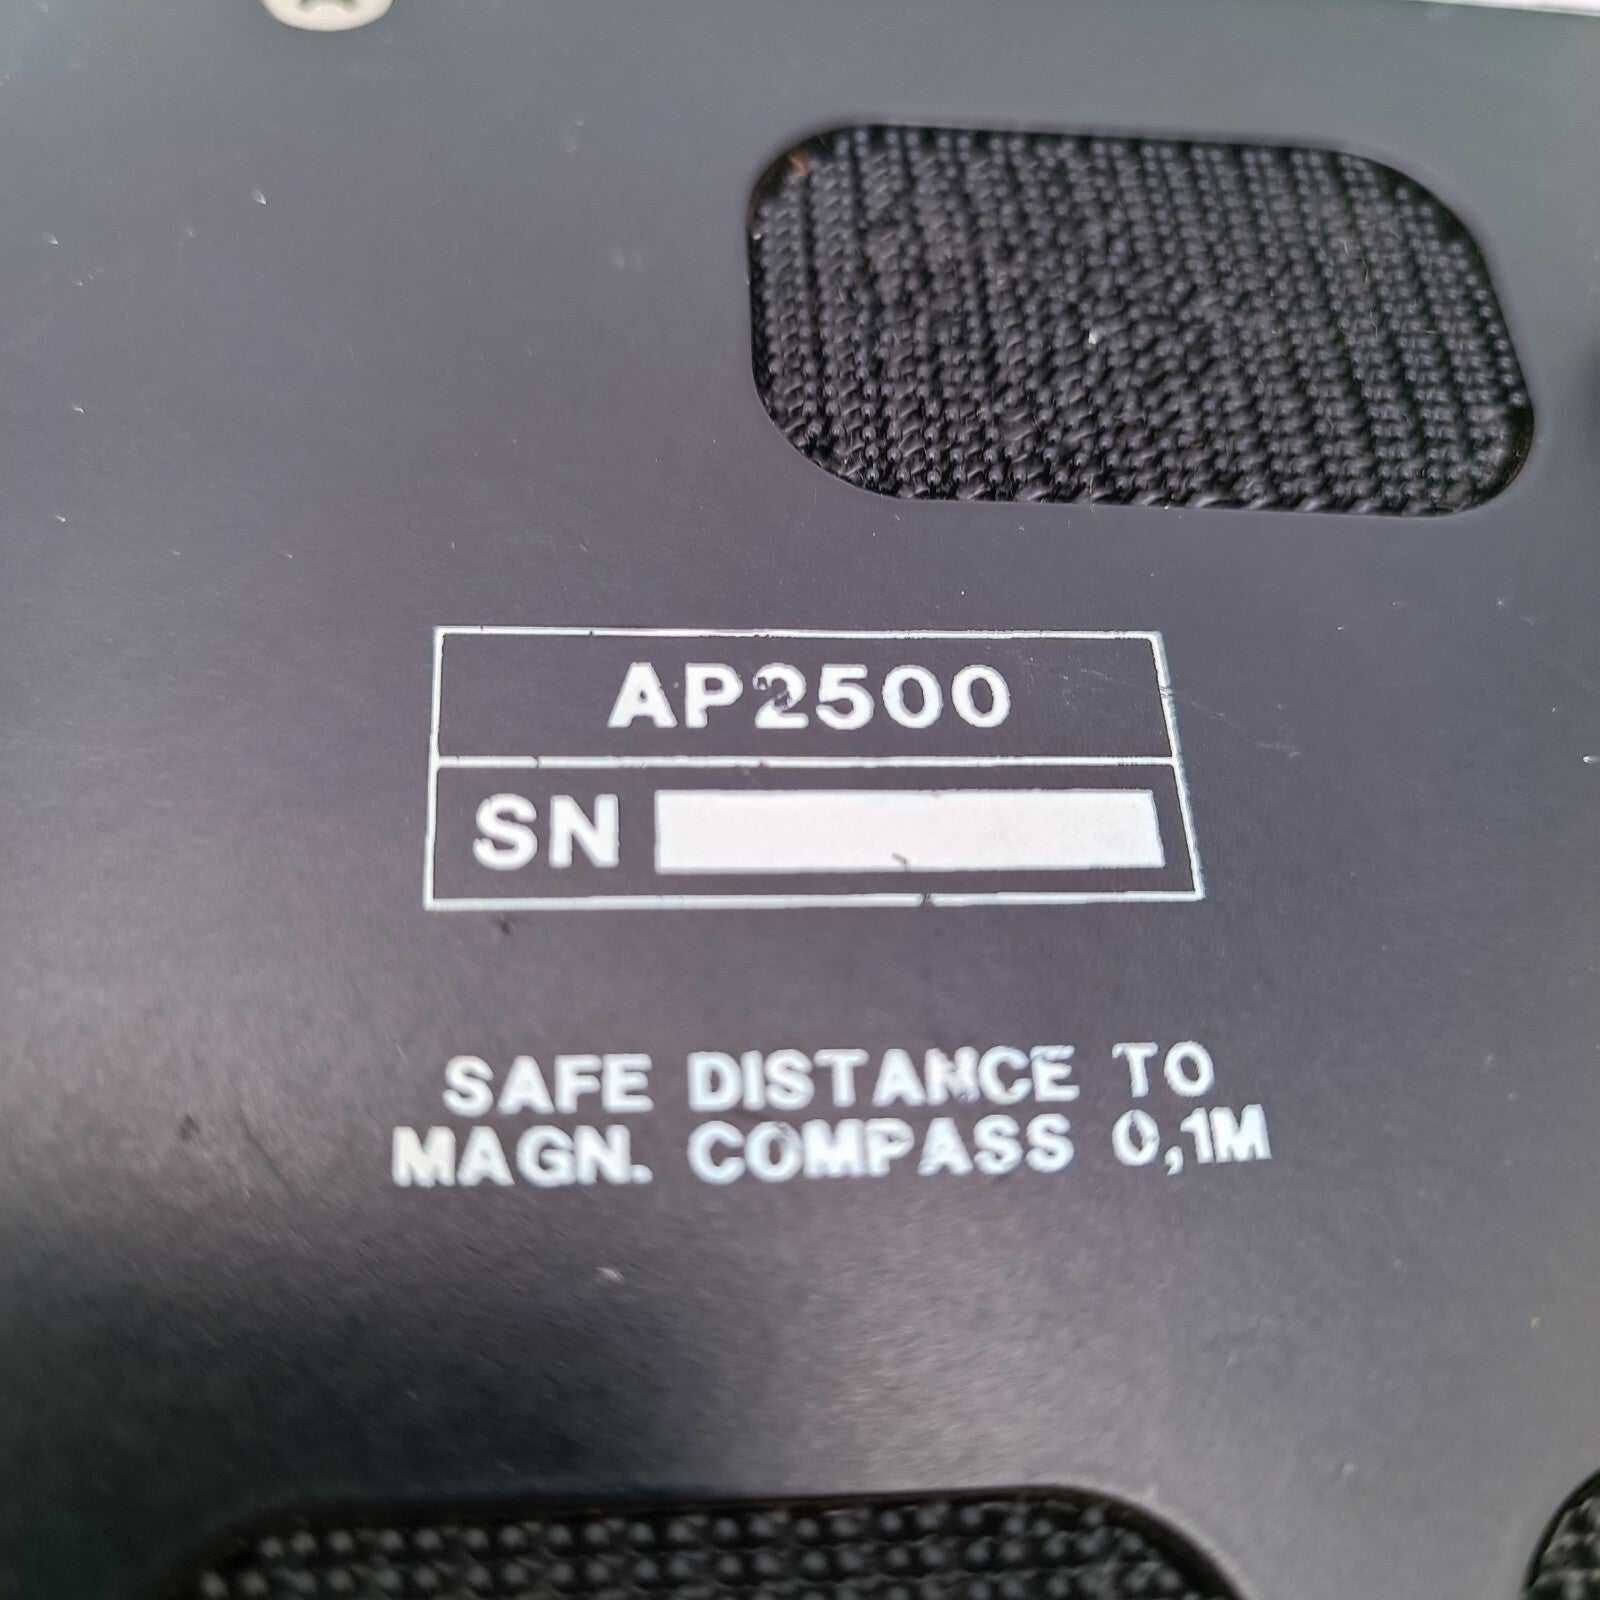 AP2500
SN
SAFE DISTANCE TO
MAGN. COMPASS 0,1M